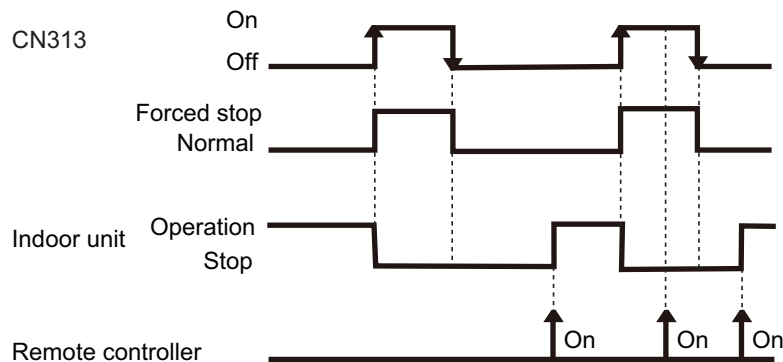 On
CN313
Off
Forced stop
Normal
Operation
Indoor unit
Stop
On
On
On
Remote controller